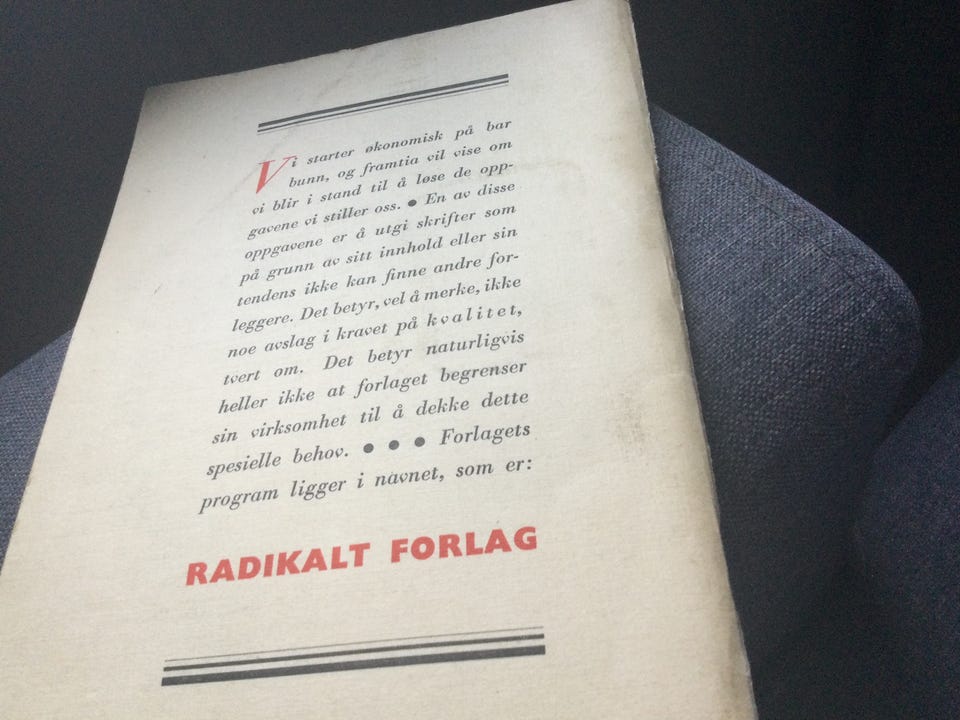 Vi starter økonomisk på bar
bunn, og framtia vil vise om
vi blir i stand til å løse de opp-
gavene vi stiller oss. ● En av disse
oppgavene er å utgi skrifter som
på grunn av sitt innhold eller sin
tendens ikke kan finne andre for-
leggere. Det betyr, vel å merke, ikke
noe avslag i kravet på kvalitet,
tvert om. Det betyr naturligvis
heller ikke at forlaget begrenser
sin virksomhet til å dekke dette
spesielle behov. ● ● ● Forlagets
program ligger i navnet, som er:
RADIKALT FORLAG